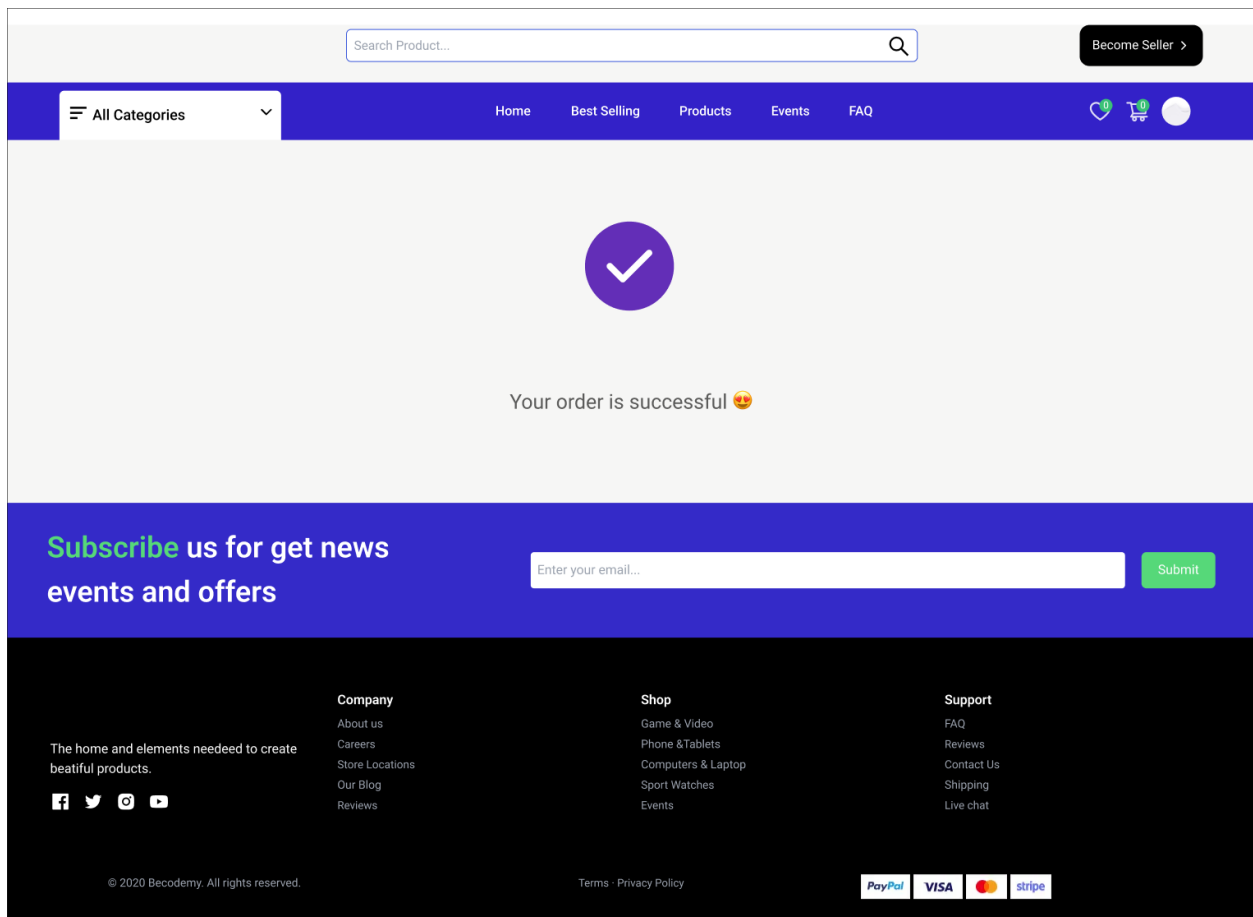 Search Product...
Become Seller >
All Categories
Home Best Selling Products Events FAQ
0 0
Your order is successful 😍
Subscribe us for get news
events and offers
Enter your email...
Submit
The home and elements needeed to create
beatiful products.
Company
About us
Careers
Store Locations
Our Blog
Reviews
Shop
Game & Video
Phone &Tablets
Computers & Laptop
Sport Watches
Events
Support
FAQ
Reviews
Contact Us
Shipping
Live chat
© 2020 Becodemy. All rights reserved.
Terms · Privacy Policy
PayPal VISA stripe